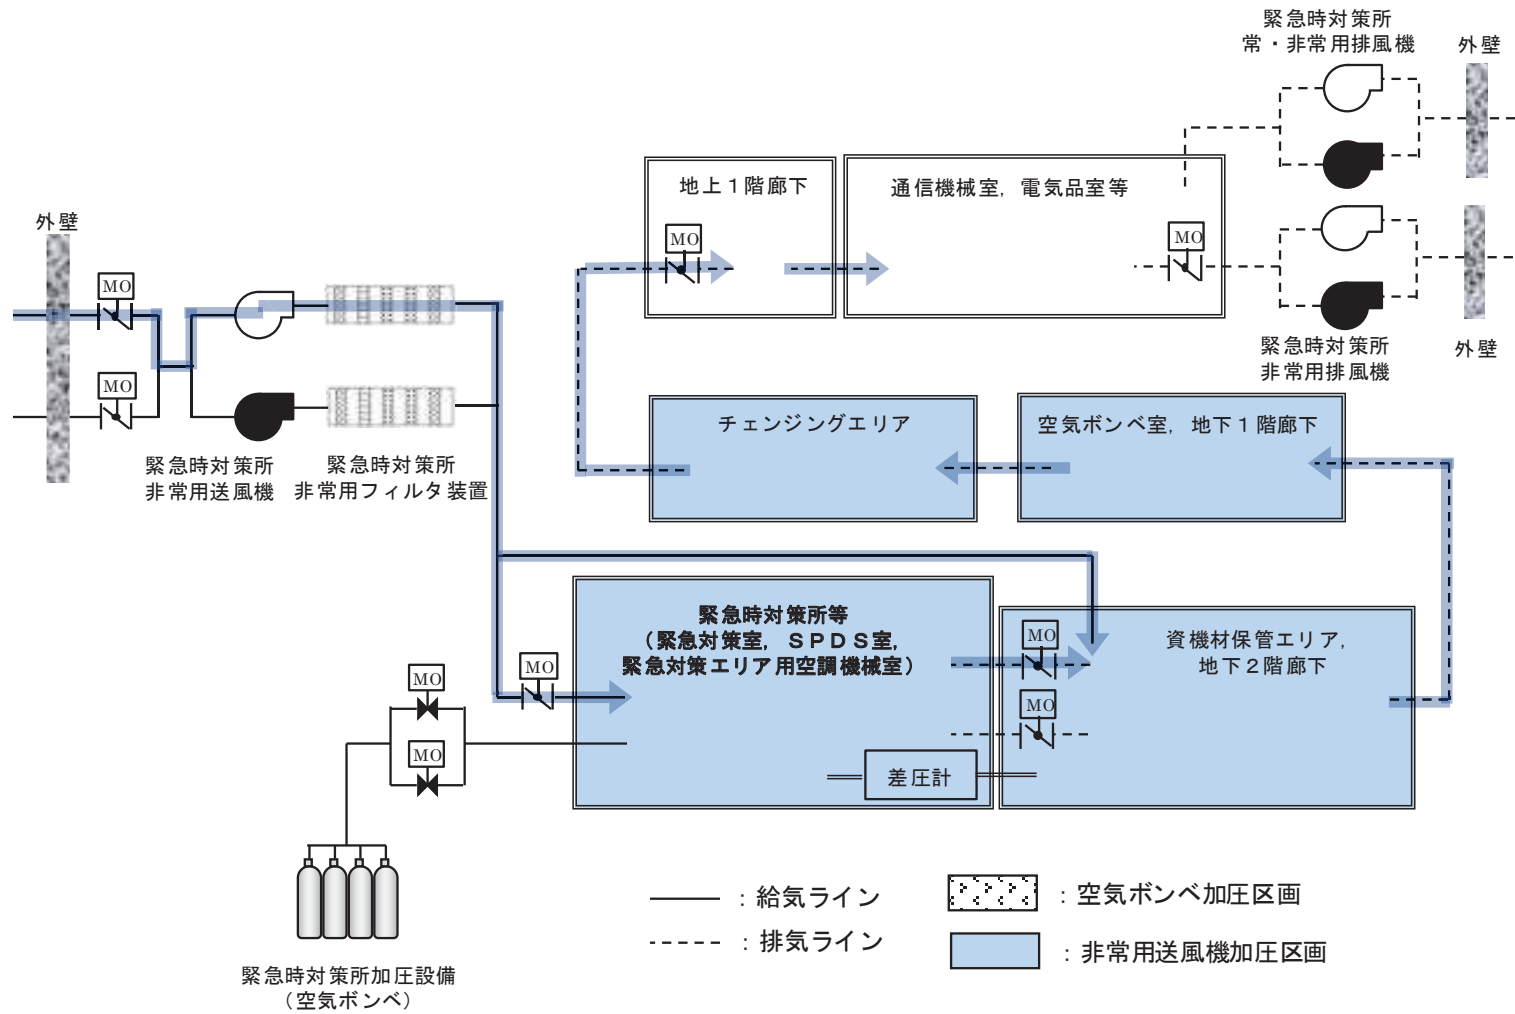 緊急時対策所
常・非常用排風機
外壁
地上1階廊下
通信機械室,電気品室等
外壁
MO
MO
MO
MO
緊急時対策所
非常用排風機
外壁
緊急時対策所
非常用送風機
緊急時対策所
非常用フィルタ装置
チェンジングエリア
空気ボンベ室,地下1階廊下
緊急時対策所等
(緊急対策室,SPDS室,
緊急対策エリア用空調機械室)
MO
資機材保管エリア,
地下2階廊下
MO
MO
MO
MO
差圧計
緊急時対策所加圧設備
(空気ボンベ)
:給気ライン
:排気ライン
:空気ボンベ加圧区画
:非常用送風機加圧区画